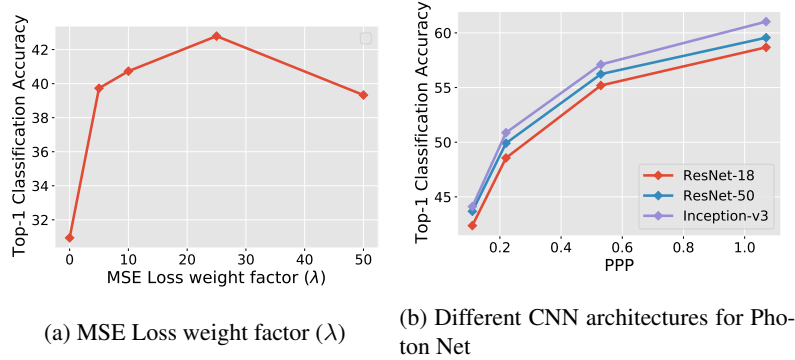 Top-1 Classification Accuracy
42
40
38
36
34
32
0 10 20 30 40 50
MSE Loss weight factor (λ)
(a) MSE Loss weight factor (λ)
Top-1 Classification Accuracy
60
55
50
45
ResNet-18
ResNet-50
Inception-v3
0.2 0.4 0.6 0.8 1.0
PPP
(b) Different CNN architectures for Pho-
ton Net